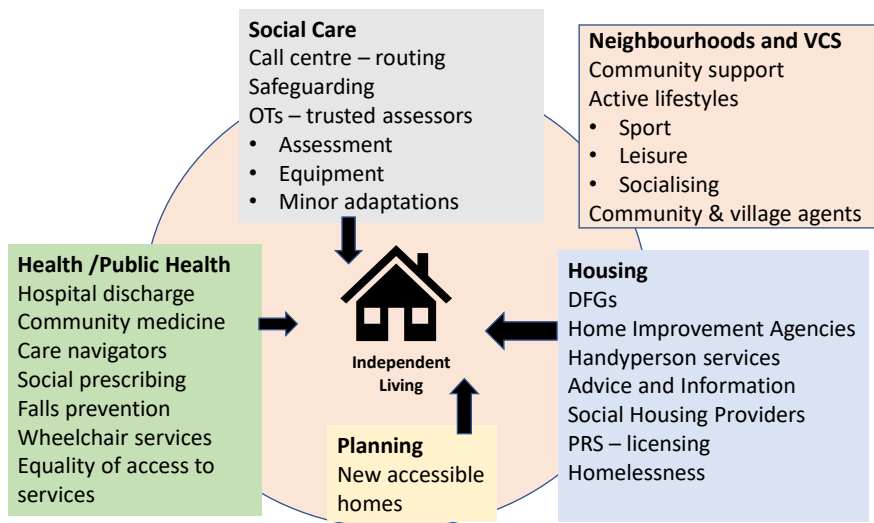 Social Care
Call centre – routing
Safeguarding
OTs – trusted assessors
• Assessment
• Equipment
• Minor adaptations
Neighbourhoods and VCS
Community support
Active lifestyles
• Sport
• Leisure
• Socialising
Community & village agents
Health /Public Health
Hospital discharge
Community medicine
Care navigators
Social prescribing
Falls prevention
Wheelchair services
Equality of access to
services
Independent
Living
Housing
DFGs
Home Improvement Agencies
Handyperson services
Advice and Information
Social Housing Providers
PRS – licensing
Homelessness
Planning
New accessible
homes